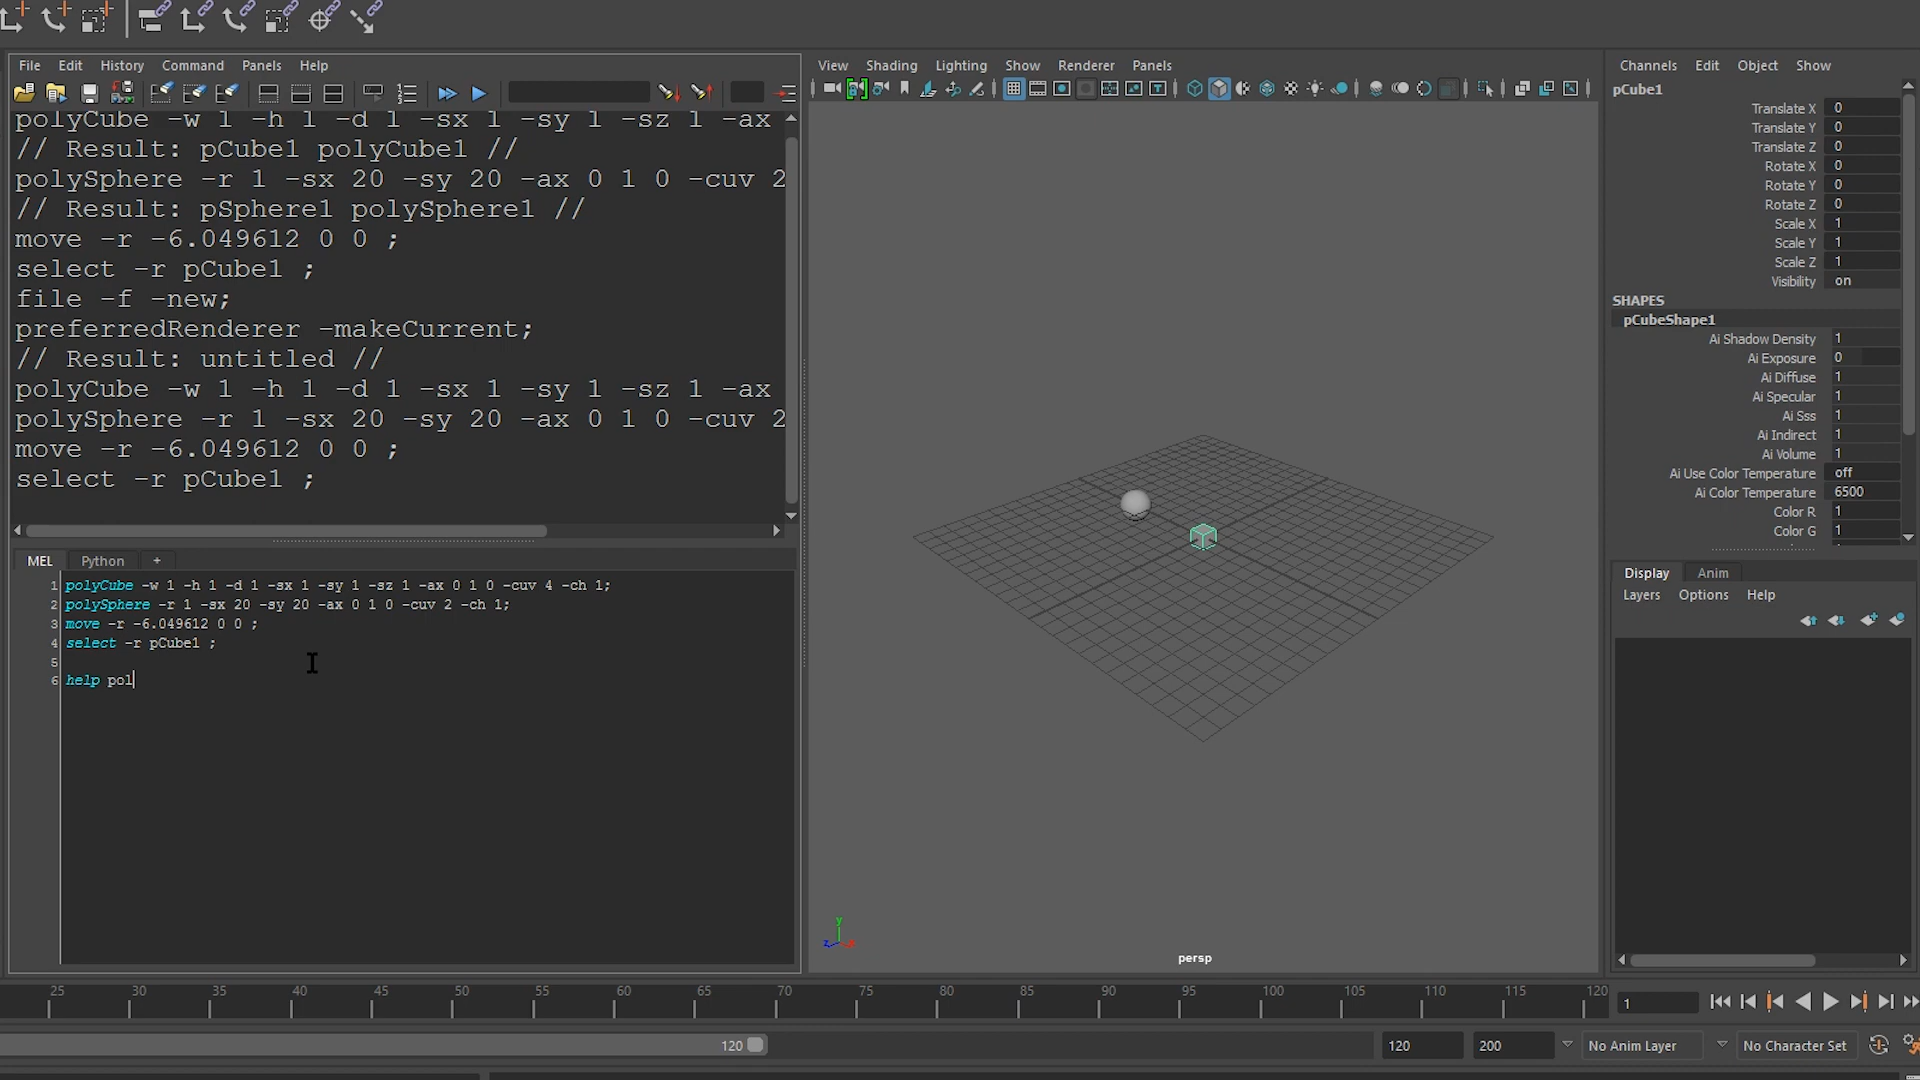 File Edit History Command Panels Help
polyCube -w 1 -h 1 -d 1 -sx 1 -sy 1 -sz 1 -ax
// Result: pCube1 polyCube1 //
polySphere -r 1 -sx 20 -sy 20 -ax 0 1 0 -cuv 2
// Result: pSphere1 polySphere1 //
move -r -6.049612 0 0 ;
select -r pCube1 ;
file -f -new;
preferredRenderer -makeCurrent;
// Result: untitled //
polyCube -w 1 -h 1 -d 1 -sx 1 -sy 1 -sz 1 -ax
polySphere -r 1 -sx 20 -sy 20 -ax 0 1 0 -cuv 2
move -r -6.049612 0 0 ;
select -r pCube1 ;
MEL Python +
1 polyCube -w 1 -h 1 -d 1 -sx 1 -sy 1 -sz 1 -ax 0 1 0 -cuv 4 -ch 1;
2 polySphere -r 1 -sx 20 -sy 20 -ax 0 1 0 -cuv 2 -ch 1;
3 move -r -6.049612 0 0 ;
4 select -r pCube1 ;
5
6 help pol
View Shading Lighting Show Renderer Panels
y
z
persp
Channels Edit Object Show
pCube1
Translate X 0
Translate Y 0
Translate Z 0
Rotate X 0
Rotate Y 0
Rotate Z 0
Scale X 1
Scale Y 1
Scale Z 1
Visibility on
SHAPES
pCubeShape1
Ai Shadow Density 1
Ai Exposure 0
Ai Diffuse 1
Ai Specular 1
Ai Sss 1
Ai Indirect 1
Ai Volume 1
Ai Use Color Temperature off
Ai Color Temperature 6500
Color R 1
Color G 1
Display Anim
Layers Options Help
25 30 35 40 45 50 55 60 65 70 75 80 85 90 95 100 105 110 115 120
1
120
120 200 No Anim Layer No Character Set